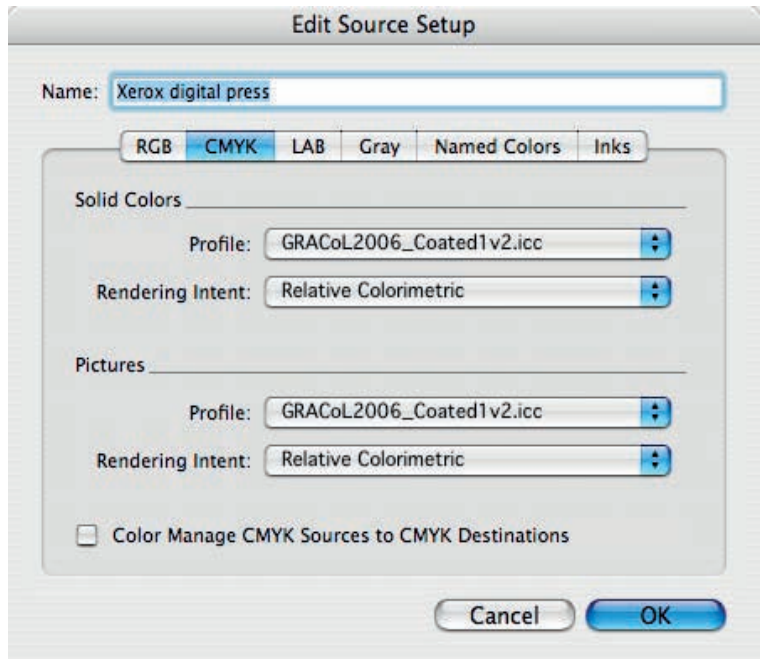 Edit Source Setup
Name: Xerox digital press
RGB CMYK LAB Gray Named Colors Inks
Solid Colors
Profile: GRACoL2006_Coated1v2.icc
Rendering Intent: Relative Colorimetric
Pictures
Profile: GRACoL2006_Coated1v2.icc
Rendering Intent: Relative Colorimetric
Color Manage CMYK Sources to CMYK Destinations
Cancel OK